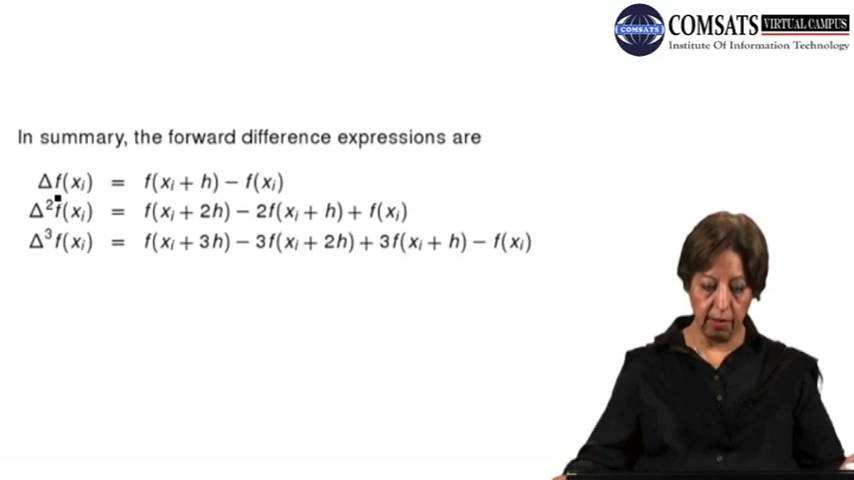 COMSATS VIRTUAL CAMPUS
COMSATS
Institute Of Information Technology
In summary, the forward difference expressions are
Δf(xᵢ) = f(xᵢ + h) − f(xᵢ)
Δ²f(xᵢ) = f(xᵢ + 2h) − 2f(xᵢ + h) + f(xᵢ)
Δ³f(xᵢ) = f(xᵢ + 3h) − 3f(xᵢ + 2h) + 3f(xᵢ + h) − f(xᵢ)